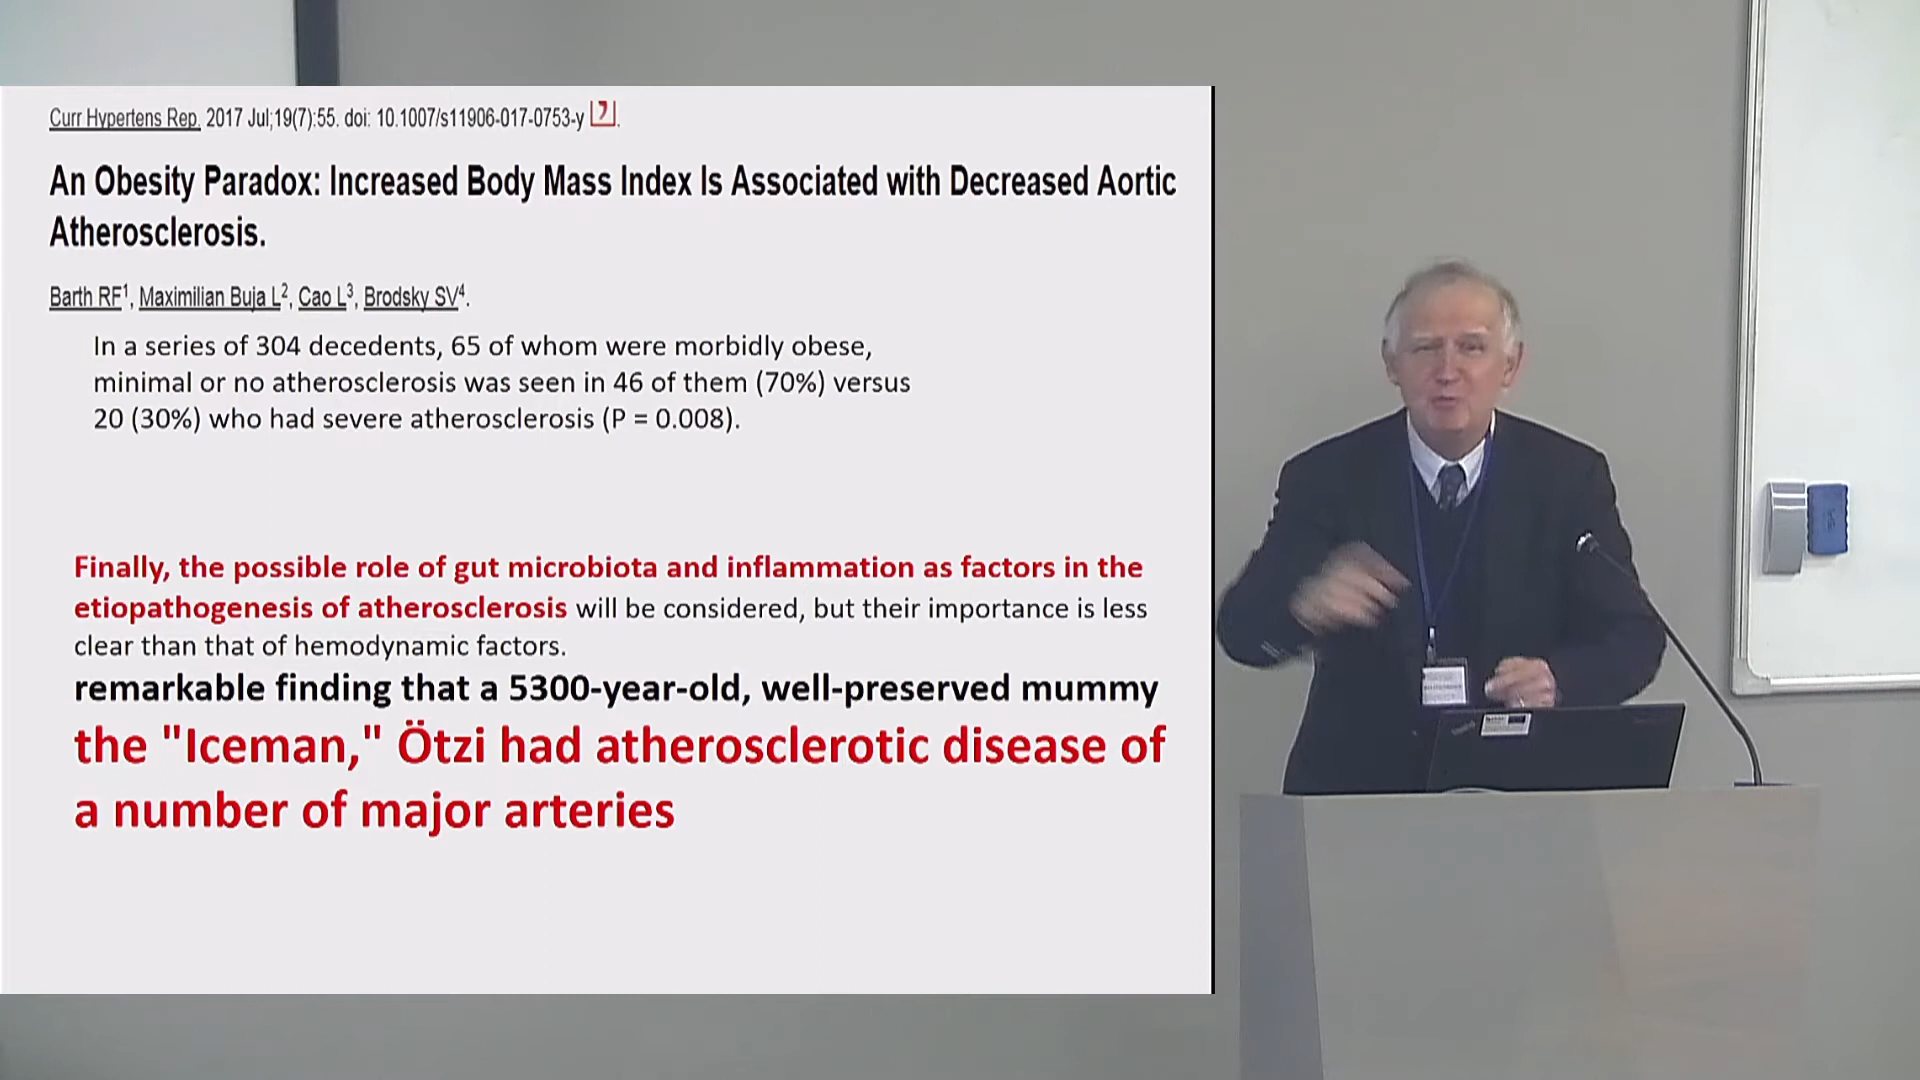 Curr Hypertens Rep. 2017 Jul;19(7):55. doi: 10.1007/s11906-017-0753-y
An Obesity Paradox: Increased Body Mass Index Is Associated with Decreased Aortic
Atherosclerosis.
Barth RF1, Maximilian Buja L2, Cao L3, Brodsky SV4.
In a series of 304 decedents, 65 of whom were morbidly obese,
minimal or no atherosclerosis was seen in 46 of them (70%) versus
20 (30%) who had severe atherosclerosis (P = 0.008).
Finally, the possible role of gut microbiota and inflammation as factors in the
etiopathogenesis of atherosclerosis will be considered, but their importance is less
clear than that of hemodynamic factors.
remarkable finding that a 5300-year-old, well-preserved mummy
the "Iceman," Ötzi had atherosclerotic disease of
a number of major arteries